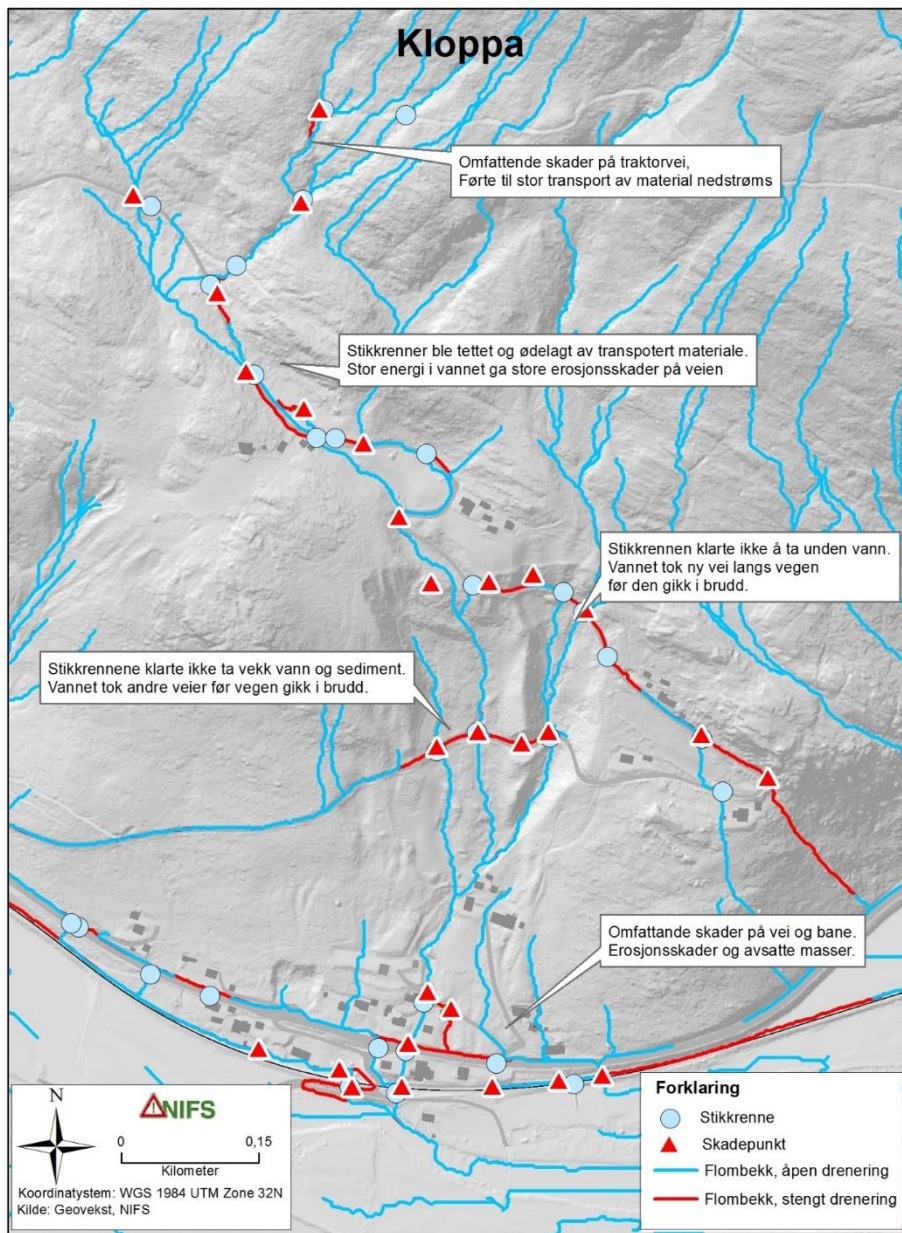 Kloppa
Omfattende skader på traktorvei,
Førte til stor transport av material nedstrøms
Stikkrenner ble tettet og ødelagt av transpotert materiale.
Stor energi i vannet ga store erosjonsskader på veien
Stikkrennen klarte ikke å ta unden vann.
Vannet tok ny vei langs vegen
før den gikk i brudd.
Stikkrennene klarte ikke ta vekk vann og sediment.
Vannet tok andre veier før vegen gikk i brudd.
Omfattande skader på vei og bane.
Erosjonsskader og avsatte masser.
N
NIFS
0 0,15
Kilometer
Koordinatystem: WGS 1984 UTM Zone 32N
Kilde: Geovekst, NIFS
Forklaring
Stikkrenne
Skadepunkt
Flombekk, åpen drenering
Flombekk, stengt drenering